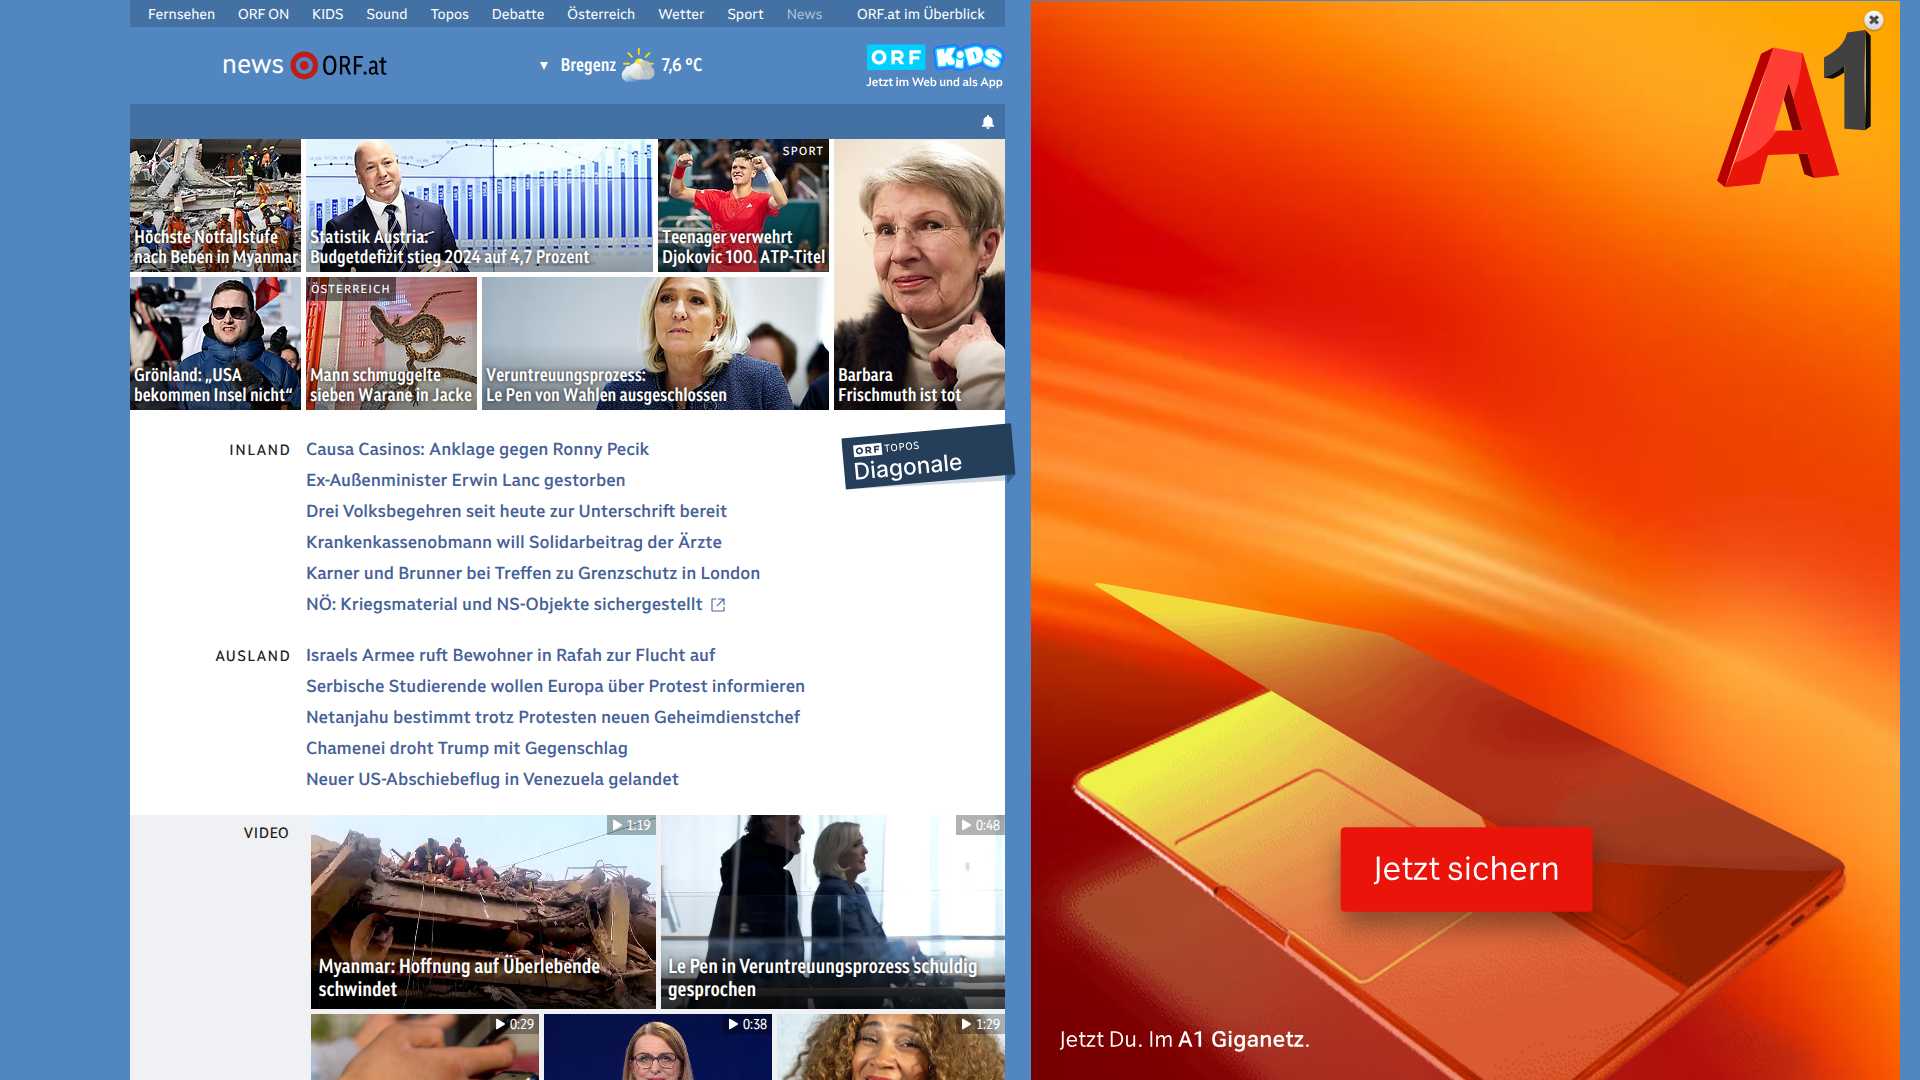 Fernsehen ORF ON KIDS Sound Topos Debatte Österreich Wetter Sport News ORF.at im Überblick
news ORF.at
Bregenz 7,6 °C
ORF KiDS
Jetzt im Web und als App
Höchste Notfallstufe
nach Beben in Myanmar
Statistik Austria:
Budgetdefizit stieg 2024 auf 4,7 Prozent
SPORT
Teenager verwehrt
Djokovic 100. ATP-Titel
Grönland: „USA
bekommen Insel nicht“
ÖSTERREICH
Mann schmuggelte
sieben Warane in Jacke
Veruntreuungsprozess:
Le Pen von Wahlen ausgeschlossen
Barbara
Frischmuth ist tot
INLAND
Causa Casinos: Anklage gegen Ronny Pecik
Ex-Außenminister Erwin Lanc gestorben
Drei Volksbegehren seit heute zur Unterschrift bereit
Krankenkassenobmann will Solidarbeitrag der Ärzte
Karner und Brunner bei Treffen zu Grenzschutz in London
NÖ: Kriegsmaterial und NS-Objekte sichergestellt
ORF TOPOS
Diagonale
AUSLAND
Israels Armee ruft Bewohner in Rafah zur Flucht auf
Serbische Studierende wollen Europa über Protest informieren
Netanjahu bestimmt trotz Protesten neuen Geheimdienstchef
Chamenei droht Trump mit Gegenschlag
Neuer US-Abschiebeflug in Venezuela gelandet
VIDEO
1:19
Myanmar: Hoffnung auf Überlebende
schwindet
0:48
Le Pen in Veruntreuungsprozess schuldig
gesprochen
0:29
0:38
1:29
A1
Jetzt sichern
Jetzt Du. Im A1 Giganetz.